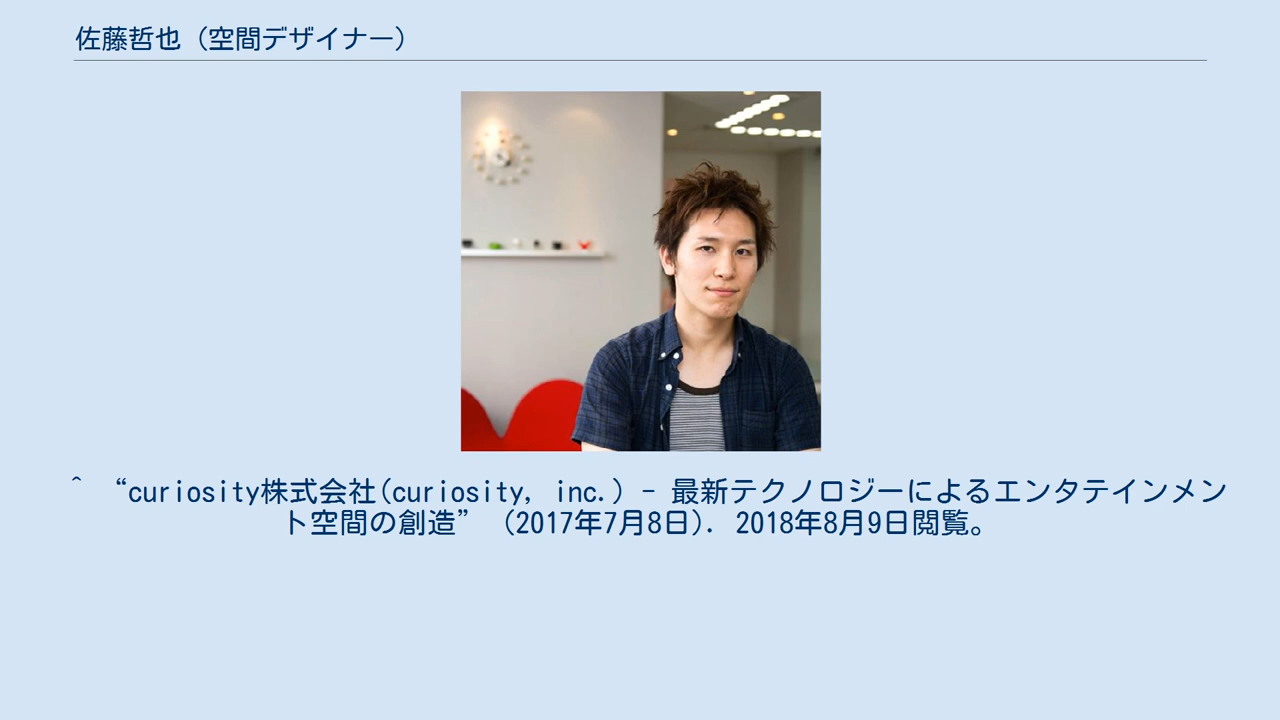 佐藤哲也（空間デザイナー）
^ “curiosity株式会社(curiosity, inc.) - 最新テクノロジーによるエンタテインメン
ト空間の創造” (2017年7月8日). 2018年8月9日閲覧。